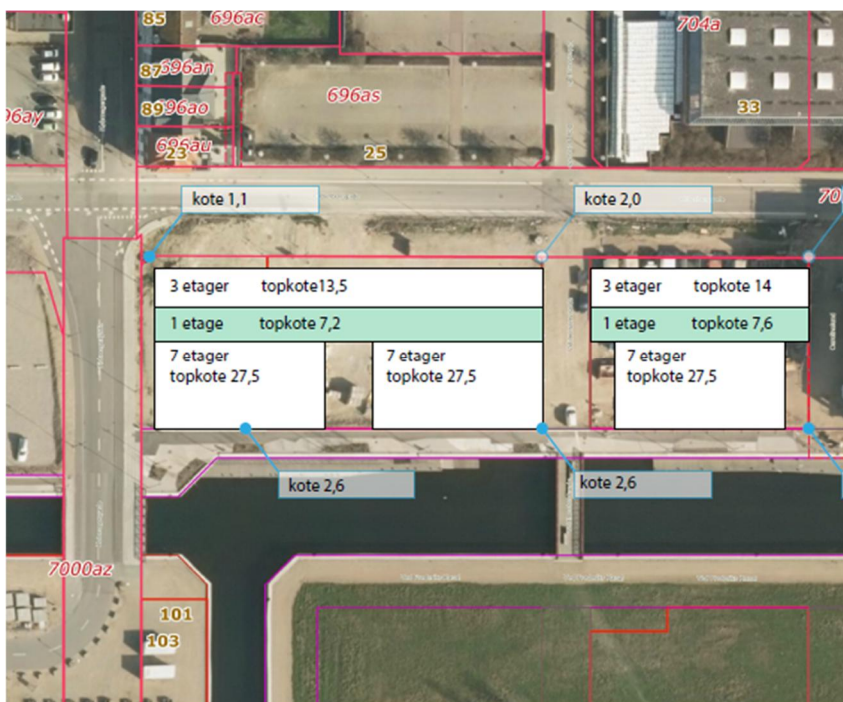 85
696ac
704a
87
696an
696as
89
96ao
33
96ay
696au
23
25
kote 1,1
kote 2,0
70
3 etager topkote13,5
3 etager topkote 14
1 etage topkote 7,2
1 etage topkote 7,6
7 etager
topkote 27,5
7 etager
topkote 27,5
7 etager
topkote 27,5
kote 2,6
kote 2,6
7000az
101
103